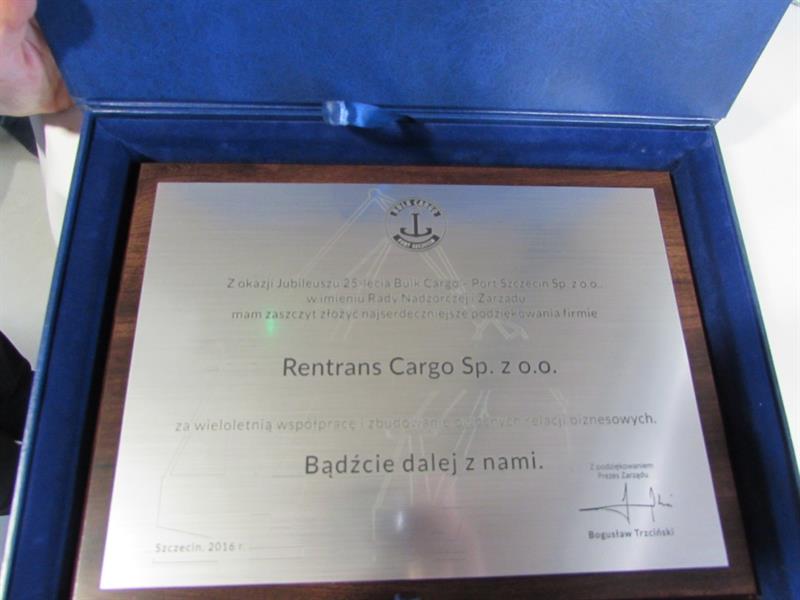 BULK CARGO
PORT SZCZECIN
Z okazji Jubileuszu 25-lecia Bulk Cargo - Port Szczecin Sp. z o.o.,
w imieniu Rady Nadzorczej i Zarządu
mam zaszczyt złożyć najserdeczniejsze podziękowania firmie
Rentrans Cargo Sp. z o.o.
za wieloletnią współpracę i zbudowanie owocnych relacji biznesowych.
Bądźcie dalej z nami.
Z podziękowaniem
Prezes Zarządu
Bogusław Trzciński
Szczecin, 2016 r.